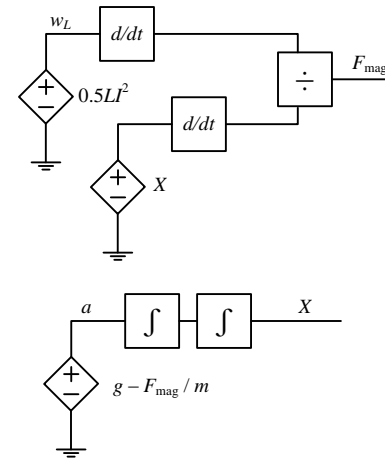 w_L
d/dt
÷
F_mag
+
−
0.5LI²
d/dt
+
−
X
a
∫
∫
X
+
−
g – F_mag / m